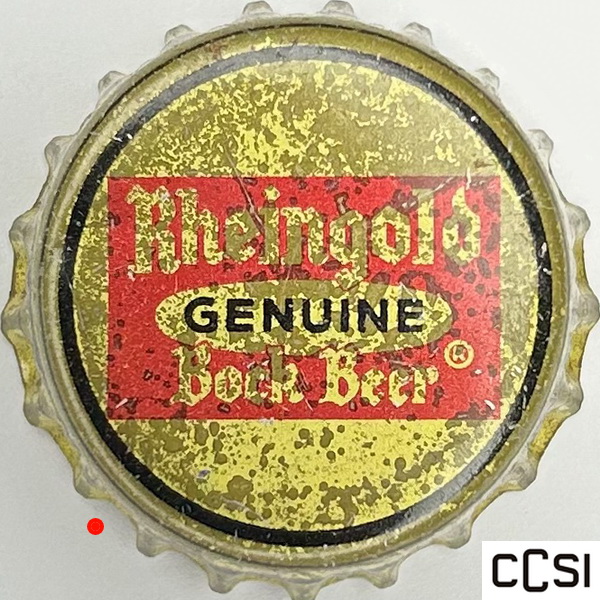 Rheingold
GENUINE
Bock Beer®
CCSI